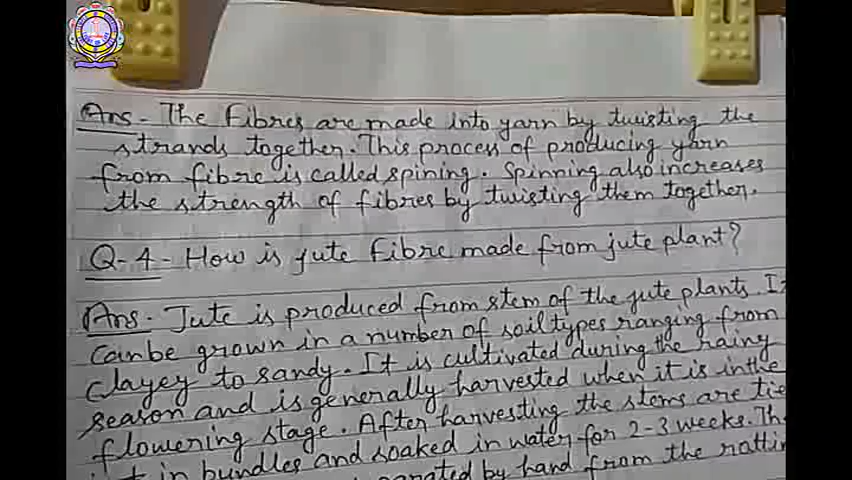 Ans - The Fibres are made into yarn by twisting the
strands together. This process of producing yarn
from fibre is called spining. Spinning also increases
the strength of fibres by twisting them together.
Q-4- How is jute fibre made from jute plant?
Ans - Jute is produced from stem of the jute plants. It
can be grown in a number of soil types ranging from
clayey to sandy. It is cultivated during the rainy
season and is generally harvested when it is in the
flowering stage. After harvesting the stems are
in bundles and soaked in water for 2-3 weeks.
by hand from the